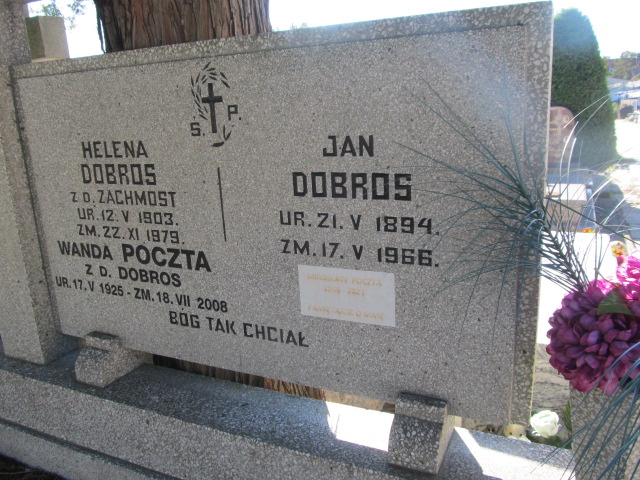 Ś. P.
HELENA
DOBROS
Z D. ZACHMOST
UR. 12. V 1903.
ZM. 22. XI 1979.
WANDA POCZTA
Z D. DOBROS
UR. 17. V 1925 - ZM. 18. VII 2008
JAN
DOBROS
UR. 21. V 1894.
ZM. 17. V 1966.
POCZTA
BÓG TAK CHCIAŁ